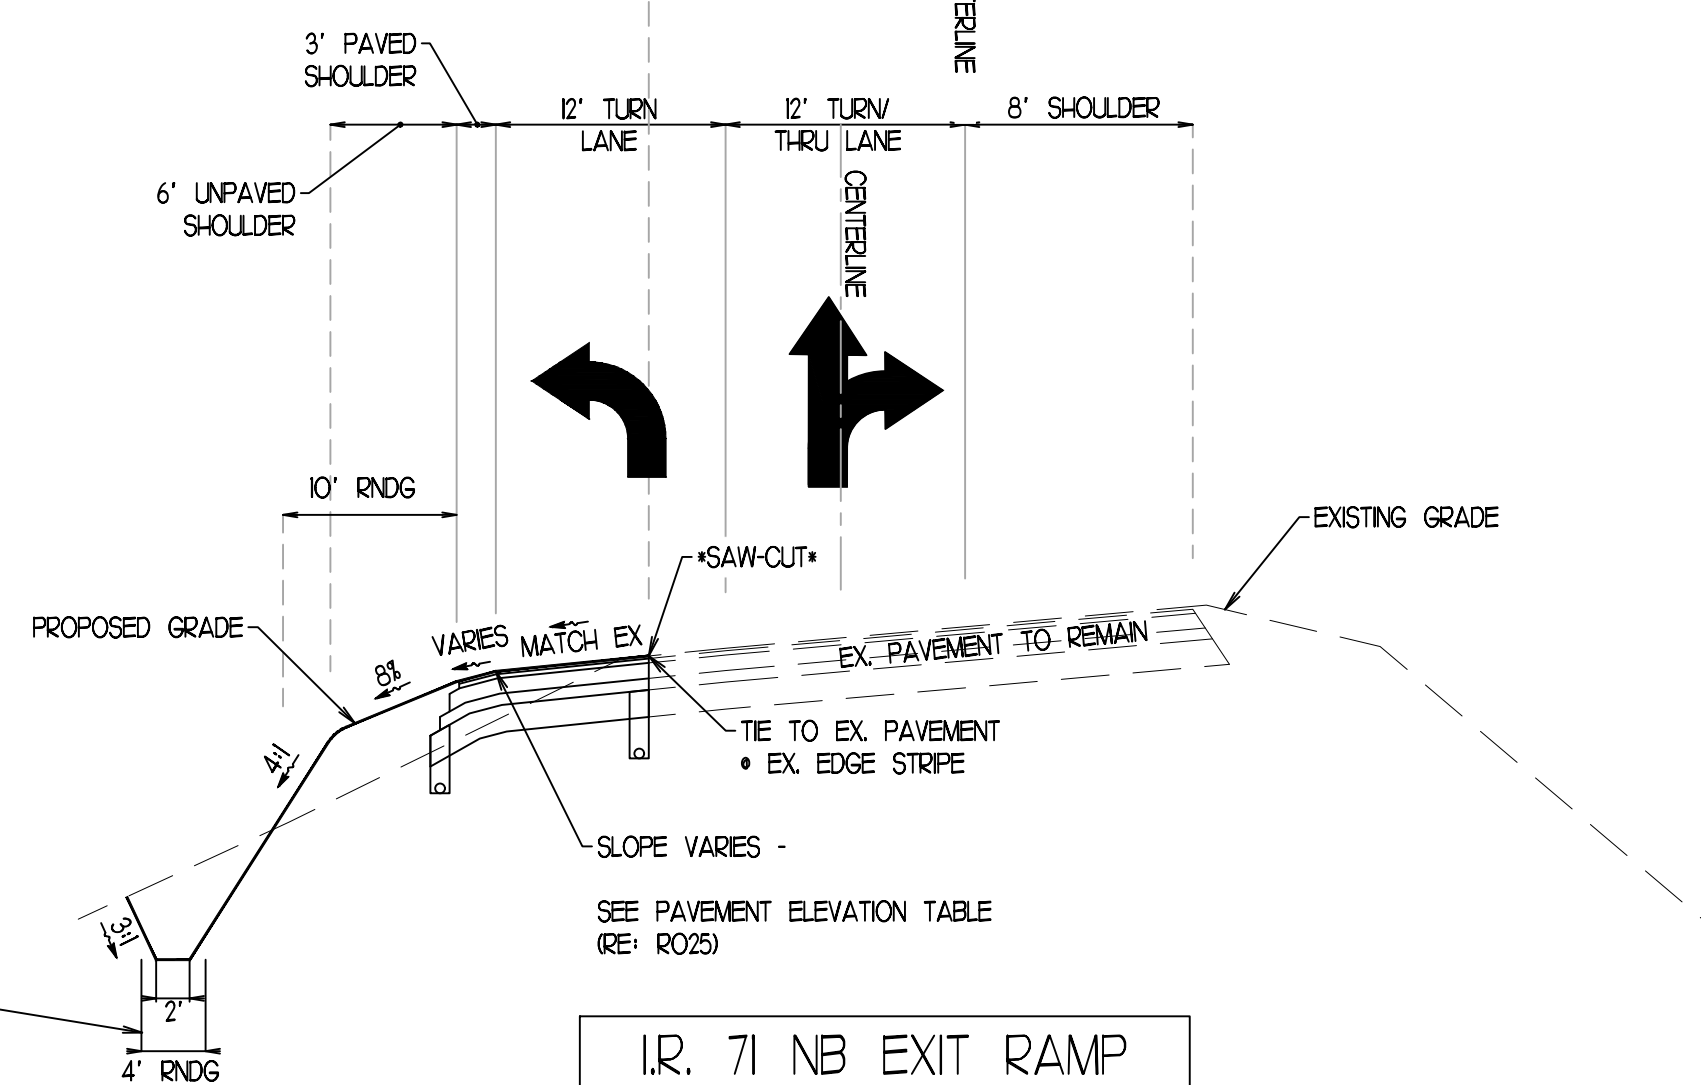 TERLINE
3' PAVED
SHOULDER
12' TURN
LANE
12' TURN/
THRU LANE
8' SHOULDER
6' UNPAVED
SHOULDER
CENTERLINE
10' RNDG
EXISTING GRADE
*SAW-CUT*
PROPOSED GRADE
VARIES
MATCH EX
EX. PAVEMENT TO REMAIN
8%
TIE TO EX. PAVEMENT
@ EX. EDGE STRIPE
4:1
SLOPE VARIES -
SEE PAVEMENT ELEVATION TABLE
(RE: RO25)
3:1
2'
4' RNDG
I.R. 71 NB EXIT RAMP